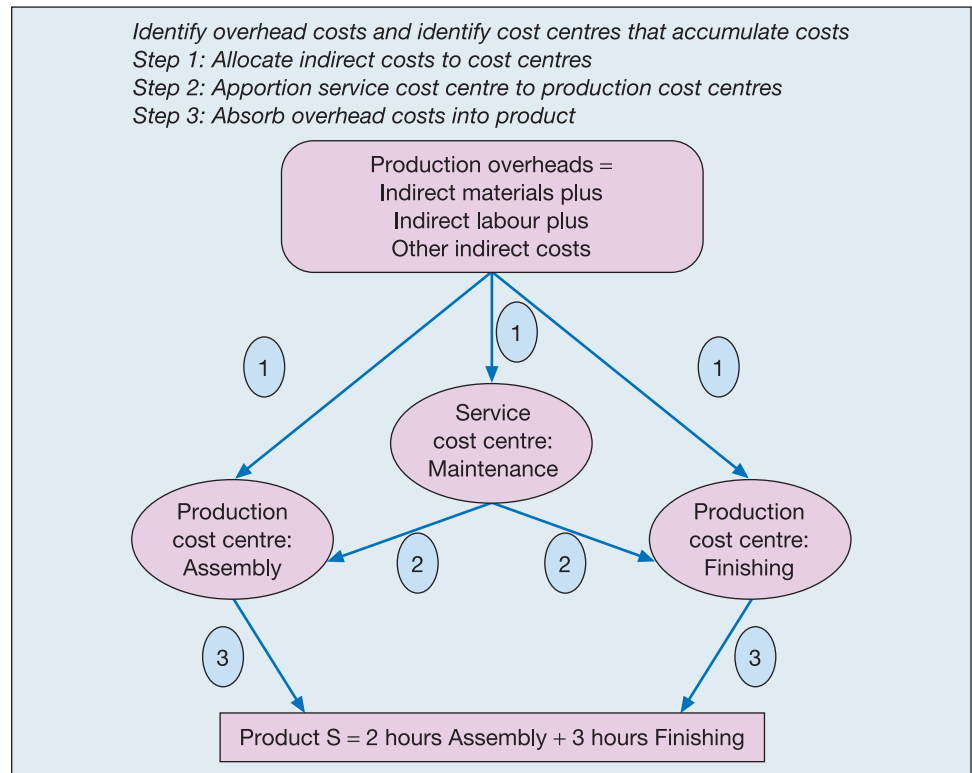 Identify overhead costs and identify cost centres that accumulate costs
Step 1: Allocate indirect costs to cost centres
Step 2: Apportion service cost centre to production cost centres
Step 3: Absorb overhead costs into product
Production overheads =
Indirect materials plus
Indirect labour plus
Other indirect costs
1
1
1
Service
cost centre:
Maintenance
Production
cost centre:
Assembly
Production
cost centre:
Finishing
2
2
3
3
Product S = 2 hours Assembly + 3 hours Finishing